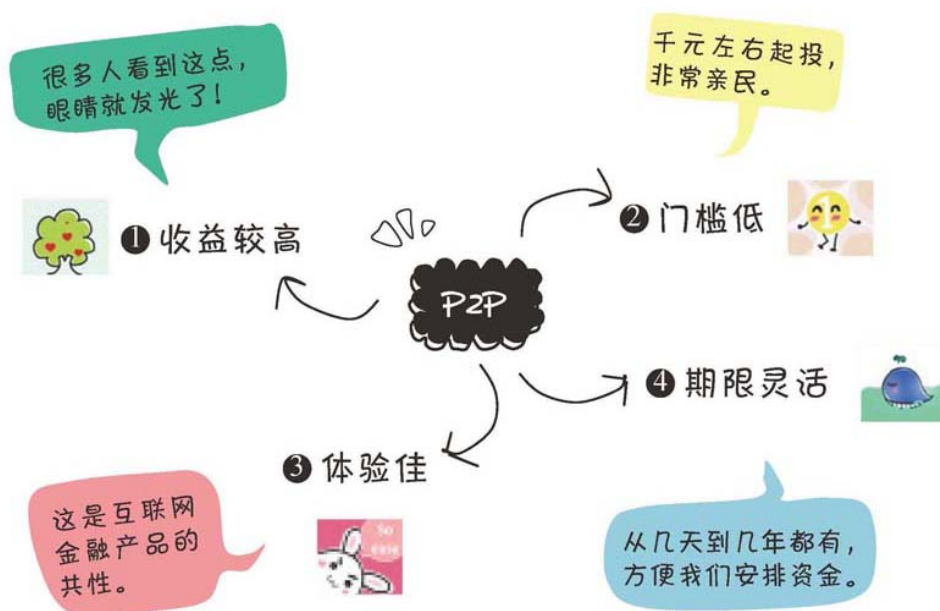 很多人看到这点，
眼睛就发光了！
❶ 收益较高
千元左右起投，
非常亲民。
❷ 门槛低
P2P
❸ 体验佳
这是互联网
金融产品的
共性。
So
easy
❹ 期限灵活
从几天到几年都有，
方便我们安排资金。